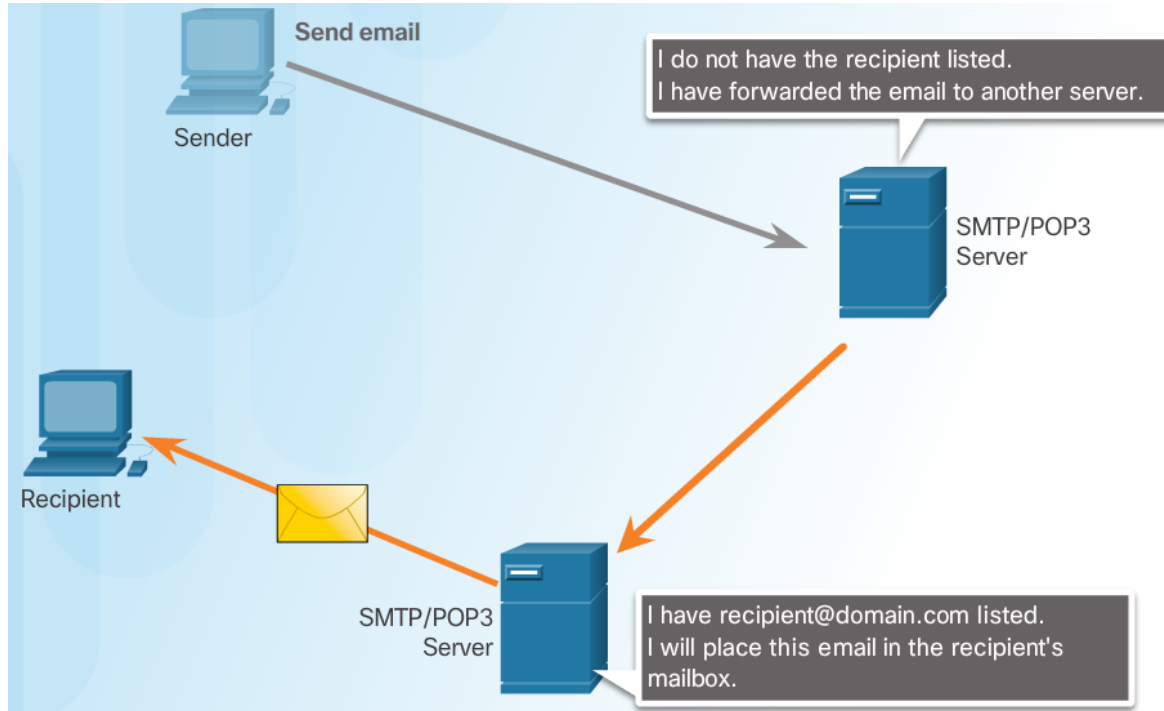 Send email
Sender
I do not have the recipient listed.
I have forwarded the email to another server.
SMTP/POP3
Server
Recipient
SMTP/POP3
Server
I have recipient@domain.com listed.
I will place this email in the recipient's
mailbox.